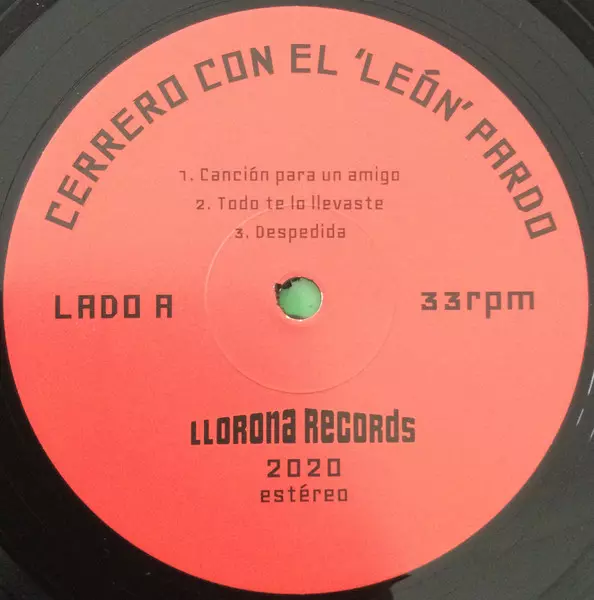 CERRERO CON EL 'LEÓN' PARDO
1. Canción para un amigo
2. Todo te lo llevaste
3. Despedida
LADO A
33rpm
LLORONA RECORDS
2020
estéreo